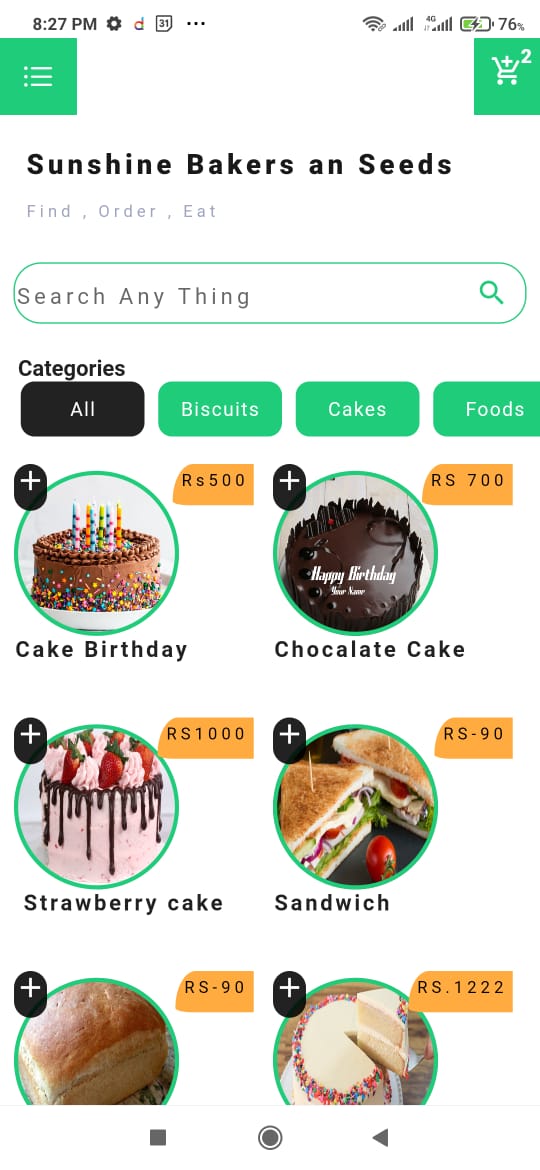 8:27 PM 31 ... 4G 76%
2
Sunshine Bakers an Seeds
Find , Order , Eat
Search Any Thing
Categories
All Biscuits Cakes Foods
Rs500 RS 700
Happy Birthday
Your Name
Cake Birthday Chocalate Cake
RS1000 RS-90
Strawberry cake Sandwich
RS-90 RS.1222